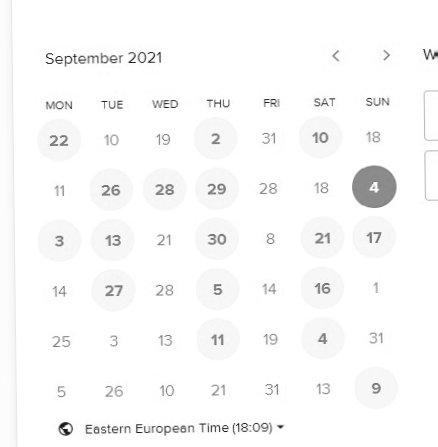 September 2021
MON TUE WED THU FRI SAT SUN
22 10 19 2 31 10 18
11 26 28 29 28 18 4
3 13 21 30 8 21 17
14 27 28 5 14 16 1
25 3 13 11 19 4 31
5 26 10 21 31 13 9
Eastern European Time (18:09)